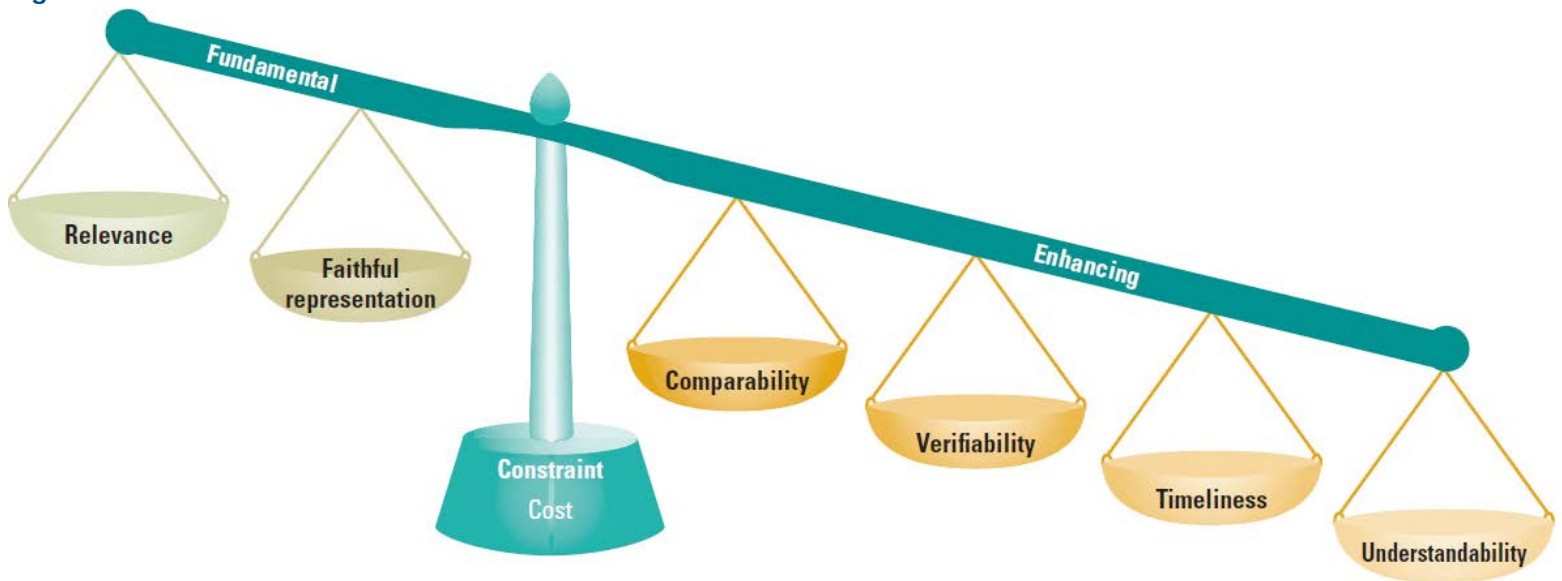 Fundamental
Relevance
Faithful
representation
Enhancing
Comparability
Verifiability
Timeliness
Understandability
Constraint
Cost